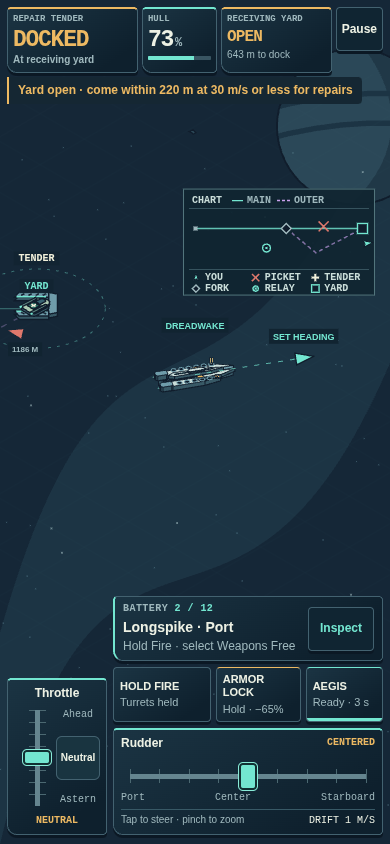 REPAIR TENDER
DOCKED
At receiving yard
HULL
73%
RECEIVING YARD
OPEN
643 m to dock
Pause
Yard open · come within 220 m at 30 m/s or less for repairs
CHART
MAIN
OUTER
YOU
PICKET
TENDER
FORK
RELAY
YARD
TENDER
YARD
1186 M
DREADWAKE
SET HEADING
BATTERY 2 / 12
Longspike · Port
Hold Fire · select Weapons Free
Inspect
HOLD FIRE
Turrets held
ARMOR LOCK
Hold · −65%
AEGIS
Ready · 3 s
Throttle
Ahead
Neutral
Astern
NEUTRAL
Rudder
CENTERED
Port
Center
Starboard
Tap to steer · pinch to zoom
DRIFT 1 M/S